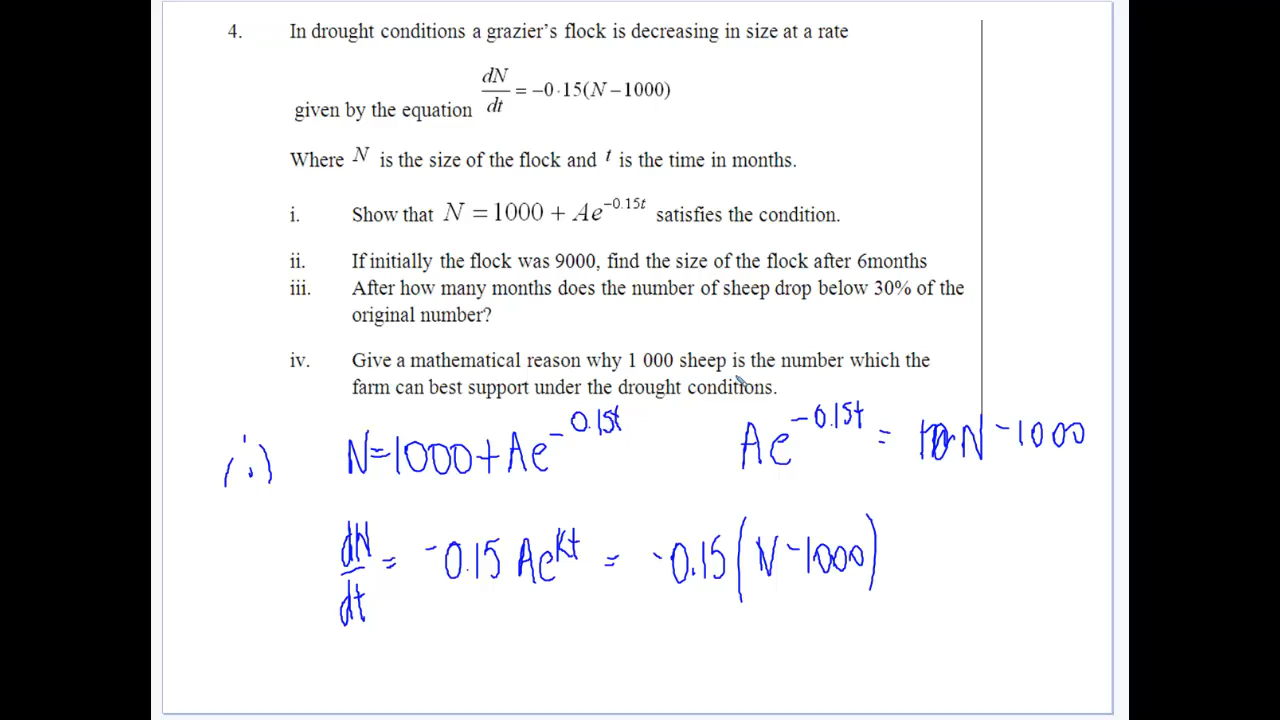 4. In drought conditions a grazier's flock is decreasing in size at a rate
given by the equation dN/dt = −0·15(N−1000)
Where N is the size of the flock and t is the time in months.
i. Show that N = 1000 + Ae^−0.15t satisfies the condition.
ii. If initially the flock was 9000, find the size of the flock after 6months
iii. After how many months does the number of sheep drop below 30% of the
original number?
iv. Give a mathematical reason why 1 000 sheep is the number which the
farm can best support under the drought conditions.
(i) N=1000+Ae^−0.15t Ae^−0.15t = N−1000
dN/dt = −0.15 Ae^kt = −0.15(N−1000)